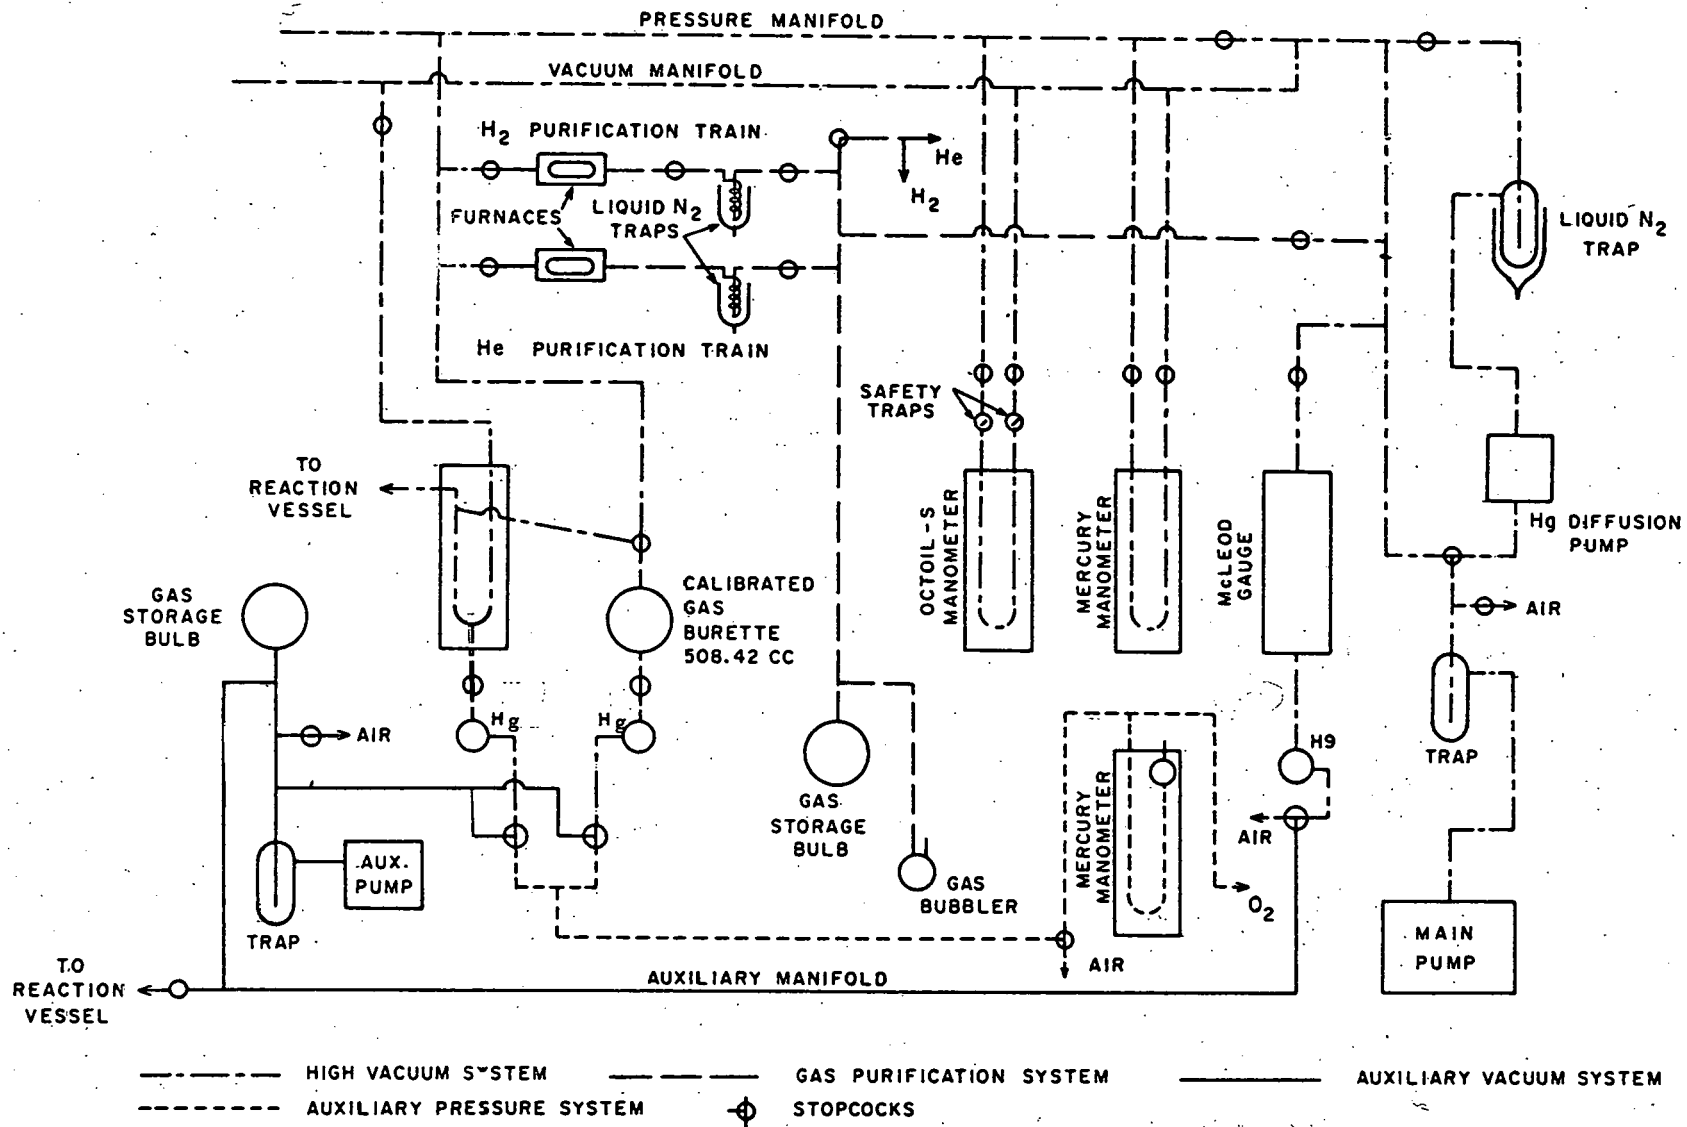 PRESSURE MANIFOLD
VACUUM MANIFOLD
H2 PURIFICATION TRAIN
He
H2
FURNACES
LIQUID N2
TRAPS
LIQUID N2
TRAP
He PURIFICATION TRAIN
SAFETY
TRAPS
TO
REACTION
VESSEL
OCTOIL-S
MANOMETER
MERCURY
MANOMETER
McLEOD
GAUGE
Hg DIFFUSION
PUMP
GAS
STORAGE
BULB
CALIBRATED
GAS
BURETTE
508.42 CC
AIR
Hg
Hg
AIR
H9
TRAP
GAS
STORAGE
BULB
MERCURY
MANOMETER
AIR
AUX.
PUMP
GAS
BUBBLER
O2
TRAP
MAIN
PUMP
AIR
TO
REACTION
VESSEL
AUXILIARY MANIFOLD
HIGH VACUUM SYSTEM
GAS PURIFICATION SYSTEM
AUXILIARY VACUUM SYSTEM
AUXILIARY PRESSURE SYSTEM
STOPCOCKS